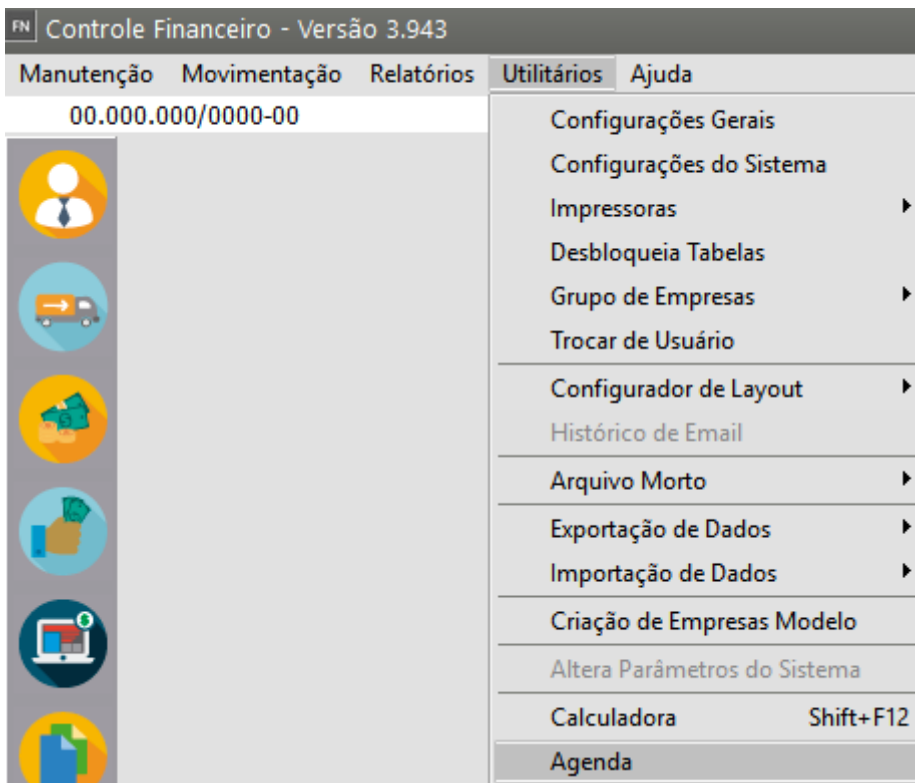 FN Controle Financeiro - Versão 3.943
Manutenção Movimentação Relatórios Utilitários Ajuda
00.000.000/0000-00
Configurações Gerais
Configurações do Sistema
Impressoras
Desbloqueia Tabelas
Grupo de Empresas
Trocar de Usuário
Configurador de Layout
Histórico de Email
Arquivo Morto
Exportação de Dados
Importação de Dados
Criação de Empresas Modelo
Altera Parâmetros do Sistema
Calculadora Shift+F12
Agenda